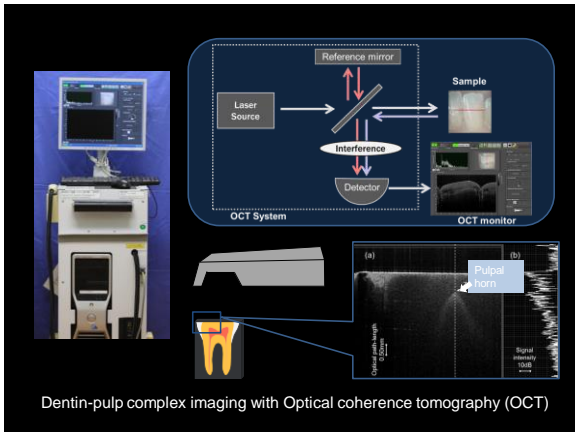 Reference mirror
Laser
Source
Sample
Interference
Detector
OCT System
OCT monitor
(a)
(b)
Pulpal
horn
Optical path-length
0.50mm
Signal
intensity
10dB
Dentin-pulp complex imaging with Optical coherence tomography (OCT)